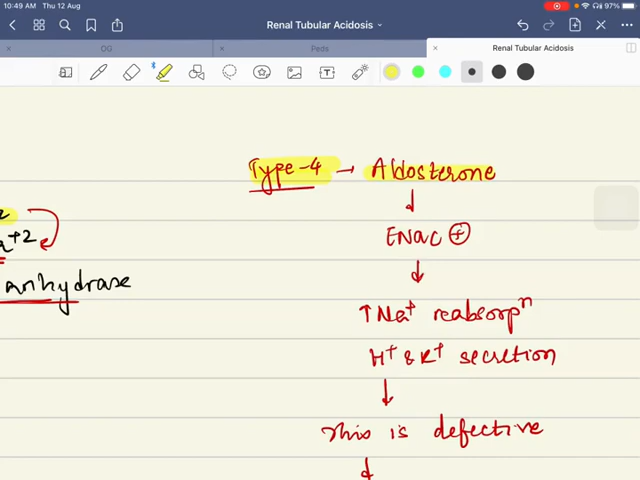 10:49 AM Thu 12 Aug
97%
Renal Tubular Acidosis
OG
Peds
Renal Tubular Acidosis
Type-4 → Aldosterone
↓
ENaC ⊕
↓
↑ Na⁺ reabsorpⁿ
H⁺ & K⁺ secretion
↓
This is defective
↓
+2
anhydrase